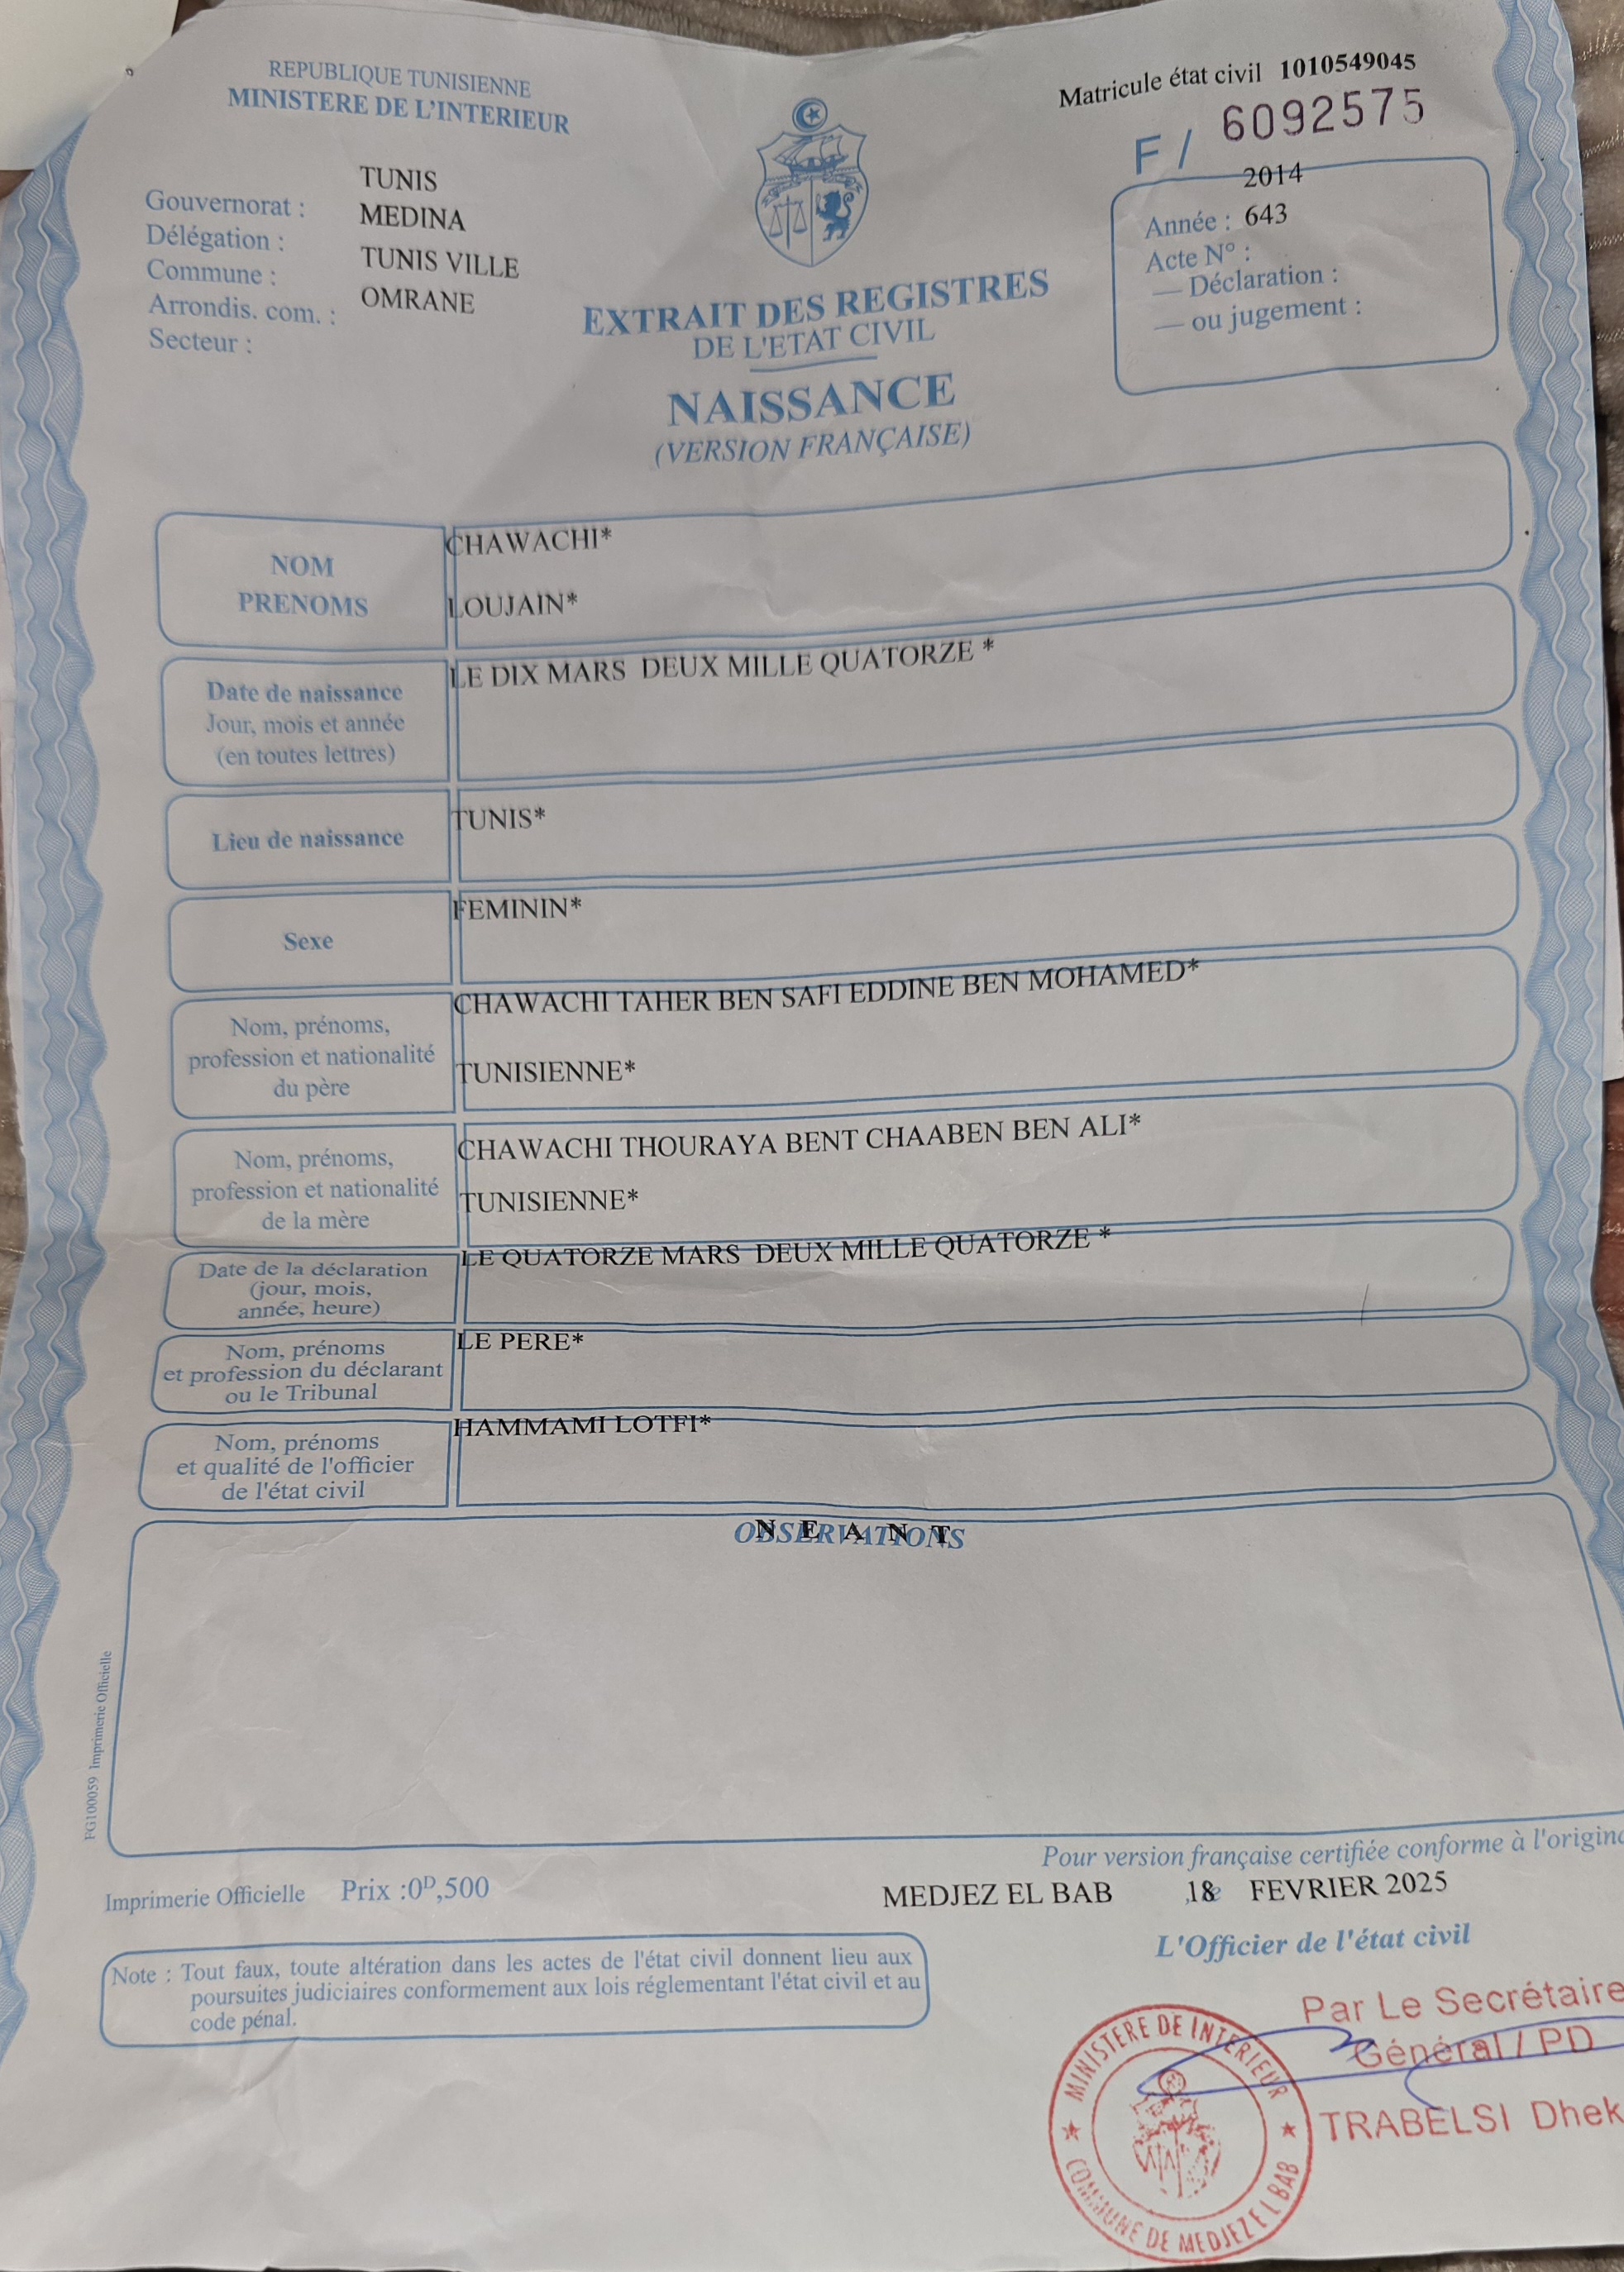 REPUBLIQUE TUNISIENNE
MINISTERE DE L'INTERIEUR
Matricule état civil 1010549045
F / 6092575
Gouvernorat : TUNIS
Délégation : MEDINA
Commune : TUNIS VILLE
Arrondis. com. : OMRANE
Secteur :
2014
Année : 643
Acte N° :
— Déclaration :
— ou jugement :
EXTRAIT DES REGISTRES
DE L'ETAT CIVIL
NAISSANCE
(VERSION FRANÇAISE)
NOM
PRENOMS
CHAWACHI*
LOUJAIN*
Date de naissance
Jour, mois et année
(en toutes lettres)
LE DIX MARS DEUX MILLE QUATORZE *
Lieu de naissance
TUNIS*
Sexe
FEMININ*
Nom, prénoms,
profession et nationalité
du père
CHAWACHI TAHER BEN SAFI EDDINE BEN MOHAMED*
TUNISIENNE*
Nom, prénoms,
profession et nationalité
de la mère
CHAWACHI THOURAYA BENT CHAABEN BEN ALI*
TUNISIENNE*
Date de la déclaration
(jour, mois,
année, heure)
LE QUATORZE MARS DEUX MILLE QUATORZE *
Nom, prénoms
et profession du déclarant
ou le Tribunal
LE PERE*
Nom, prénoms
et qualité de l'officier
de l'état civil
HAMMAMI LOTFI*
OBSERVATIONS
N E A N T
FG100059 Imprimerie Officielle
Pour version française certifiée conforme à
Imprimerie Officielle Prix :0D,500
MEDJEZ EL BAB ,le 18 FEVRIER 2025
L'Officier de l'état civil
Note : Tout faux, toute altération dans les actes de l'état civil donnent lieu aux
poursuites judiciaires conformement aux lois réglementant l'état civil et au
code pénal.
Par Le Secrétaire
Général / PD
TRABELSI
MINISTERE DE INTERIEUR
COMMUNE DE MEDJEZ EL BAB